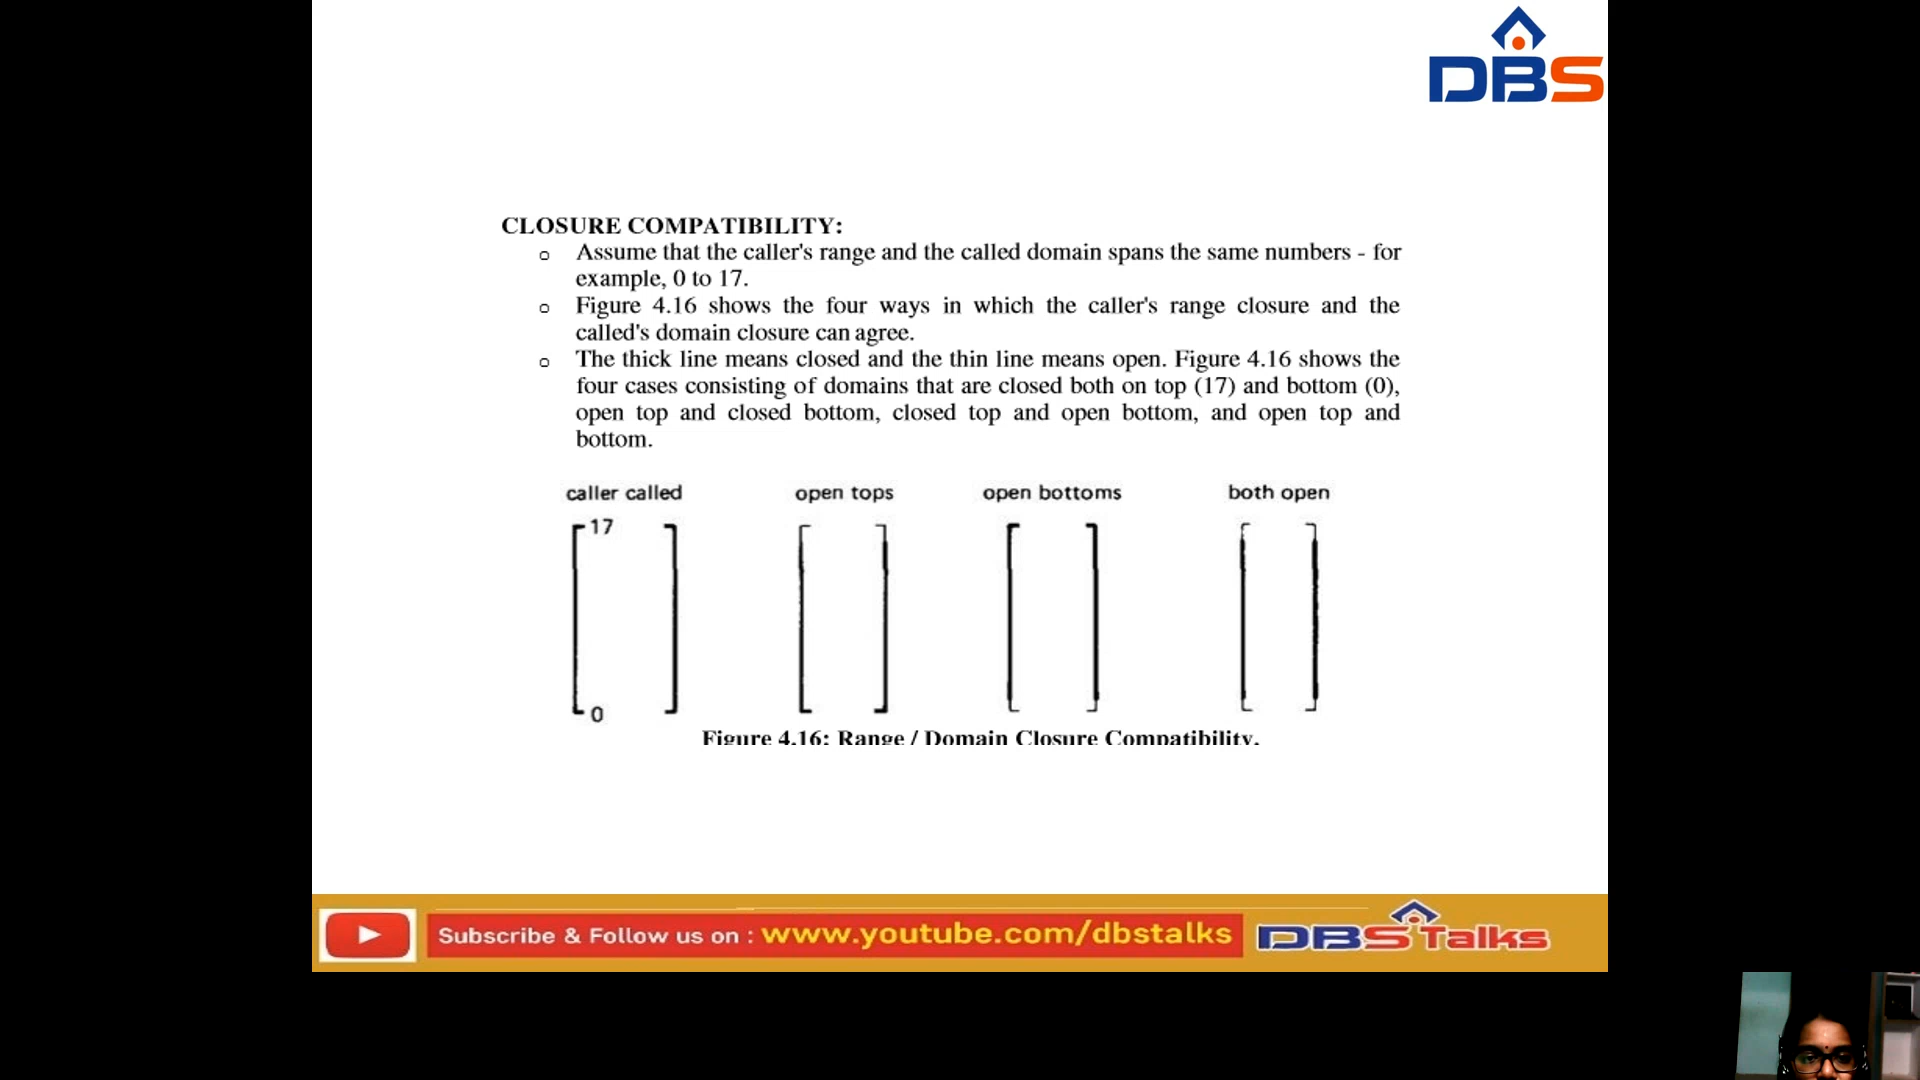 DBS
CLOSURE COMPATIBILITY:
o Assume that the caller's range and the called domain spans the same numbers - for
example, 0 to 17.
o Figure 4.16 shows the four ways in which the caller's range closure and the
called's domain closure can agree.
o The thick line means closed and the thin line means open. Figure 4.16 shows the
four cases consisting of domains that are closed both on top (17) and bottom (0),
open top and closed bottom, closed top and open bottom, and open top and
bottom.
caller called open tops open bottoms both open
17
0
Figure 4.16: Range / Domain Closure Compatibility.
Subscribe & Follow us on : www.youtube.com/dbstalks DBS Talks